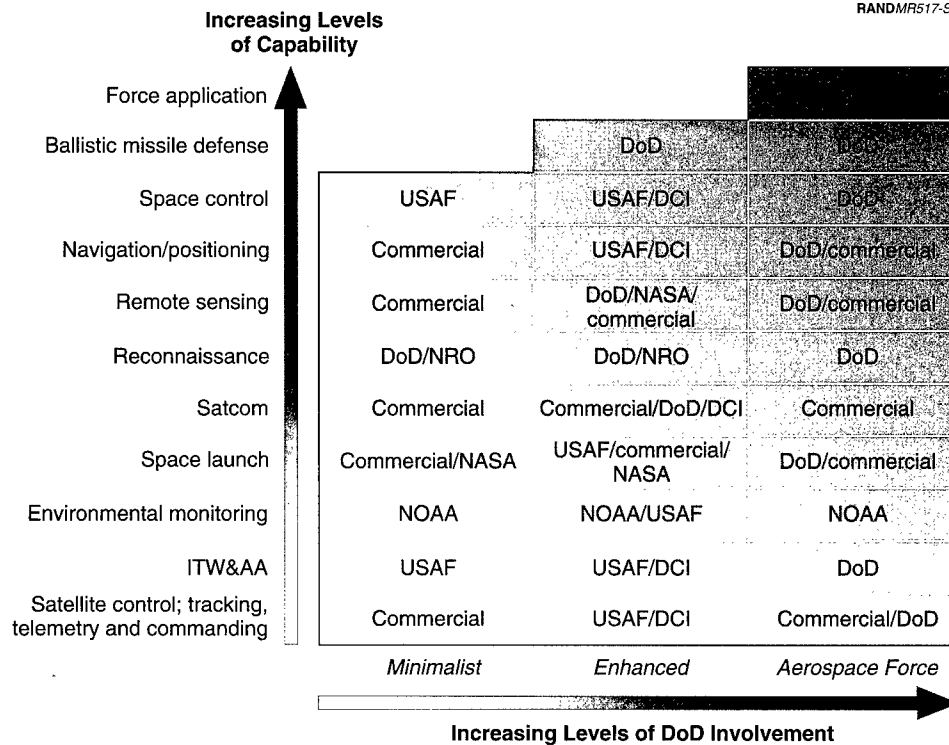 RANDMR517-S
Increasing Levels
of Capability
Force application
Ballistic missile defense DoD DoD
Space control USAF USAF/DCI DoD
Navigation/positioning Commercial USAF/DCI DoD/commercial
Remote sensing Commercial DoD/NASA/
commercial DoD/commercial
Reconnaissance DoD/NRO DoD/NRO DoD
Satcom Commercial Commercial/DoD/DCI Commercial
Space launch Commercial/NASA USAF/commercial/
NASA DoD/commercial
Environmental monitoring NOAA NOAA/USAF NOAA
ITW&AA USAF USAF/DCI DoD
Satellite control; tracking,
telemetry and commanding Commercial USAF/DCI Commercial/DoD
Minimalist Enhanced Aerospace Force
Increasing Levels of DoD Involvement